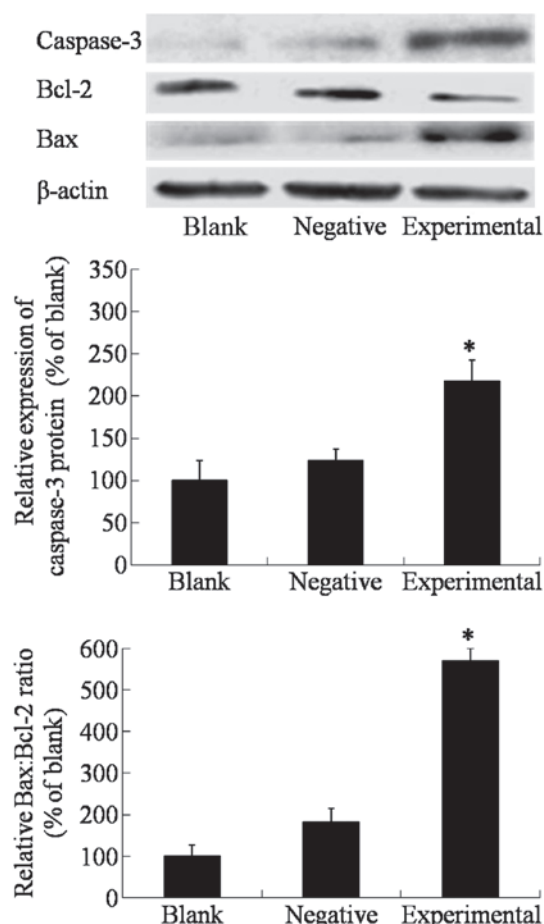 Caspase-3
Bcl-2
Bax
β-actin
Blank Negative Experimental
Relative expression of
caspase-3 protein (% of blank)
350
300
250
200
150
100
50
0
*
Blank Negative Experimental
Relative Bax:Bcl-2 ratio
(% of blank)
600
500
400
300
200
100
0
*
Blank Negative Experimental